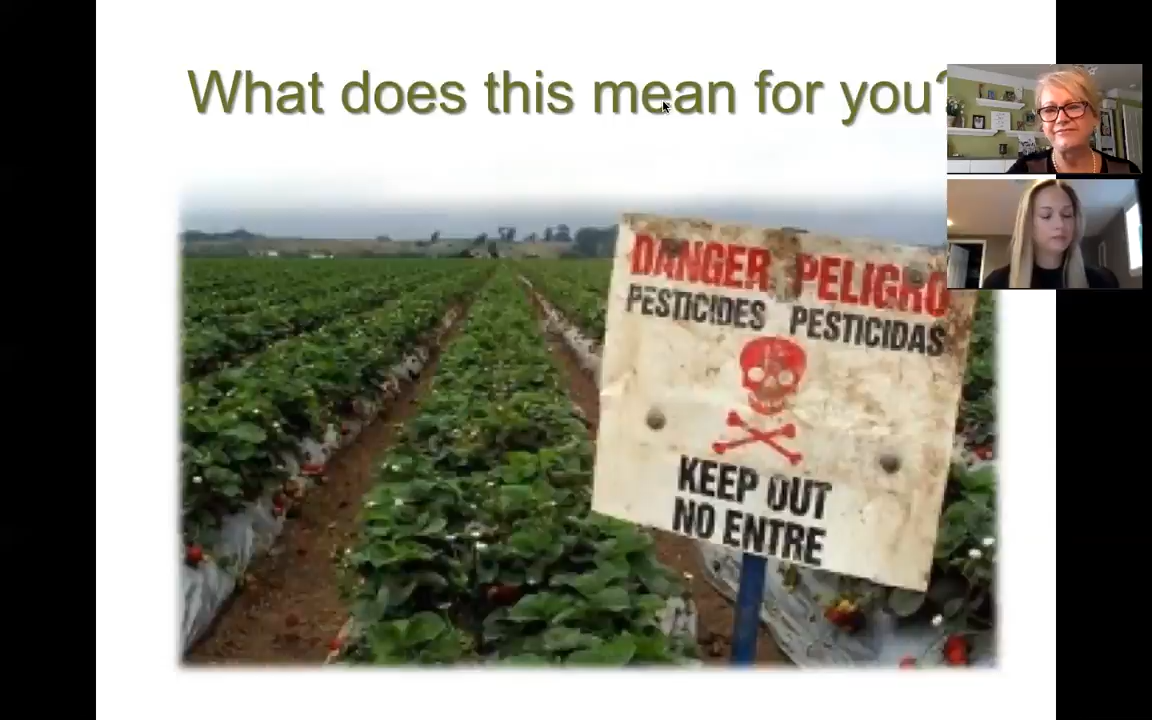 What does this mean for you?
DANGER PELIGRO
PESTICIDES PESTICIDAS
KEEP OUT
NO ENTRE